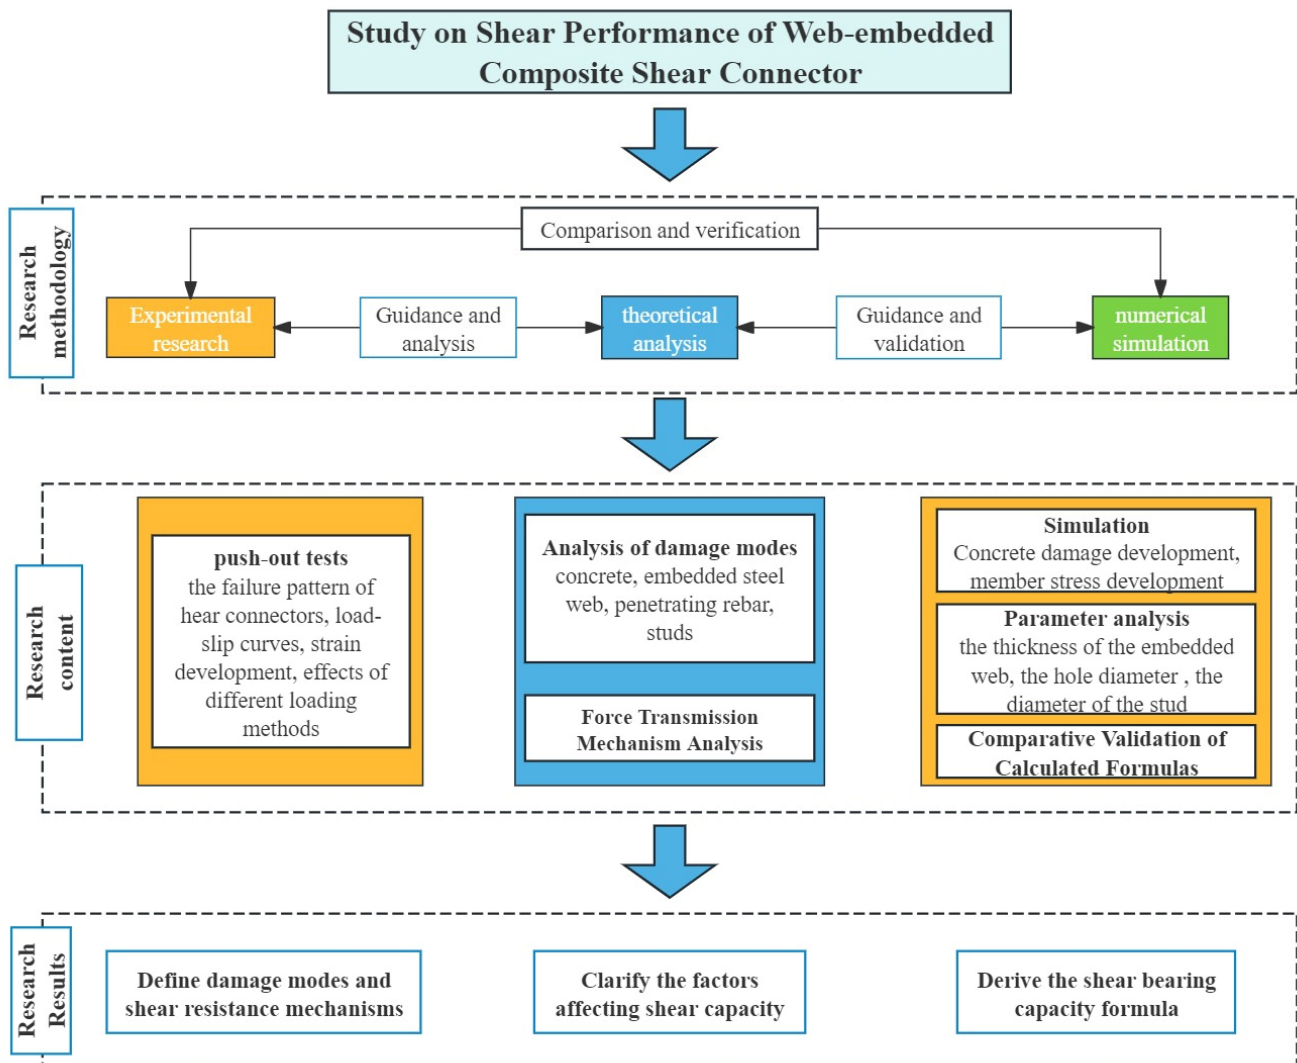 Study on Shear Performance of Web-embedded
Composite Shear Connector
Research
methodology
Comparison and verification
Experimental
research
Guidance and
analysis
theoretical
analysis
Guidance and
validation
numerical
simulation
Research
content
push-out tests
the failure pattern of
hear connectors, load-
slip curves, strain
development, effects of
different loading
methods
Analysis of damage modes
concrete, embedded steel
web, penetrating rebar,
studs
Force Transmission
Mechanism Analysis
Simulation
Concrete damage development,
member stress development
Parameter analysis
the thickness of the embedded
web, the hole diameter , the
diameter of the stud
Comparative Validation of
Calculated Formulas
Research
Results
Define damage modes and
shear resistance mechanisms
Clarify the factors
affecting shear capacity
Derive the shear bearing
capacity formula